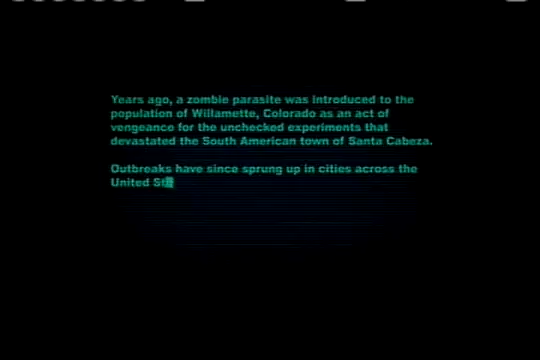 Years ago, a zombie parasite was introduced to the
population of Willamette, Colorado as an act of
vengeance for the unchecked experiments that
devastated the South American town of Santa Cabeza.
Outbreaks have since sprung up in cities across the
United St